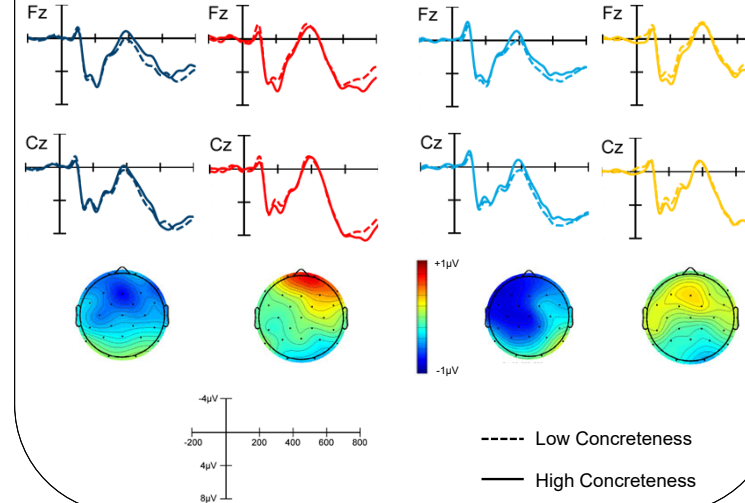 Fz Fz Fz Fz
Cz Cz Cz Cz
+1µV
-1µV
-4µV
-200 200 400 600 800
4µV
8µV
Low Concreteness
High Concreteness